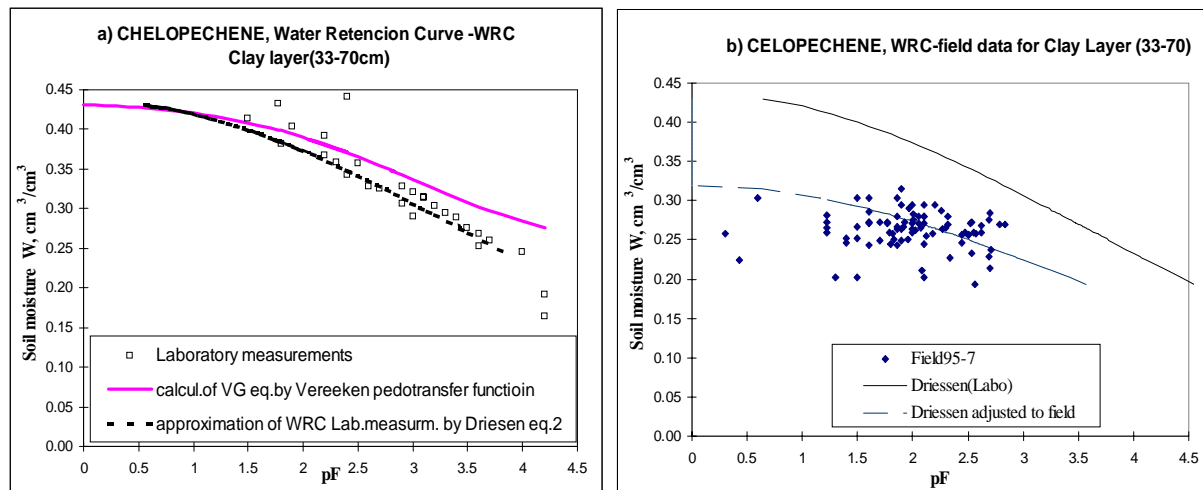 a) CHELOPECHENE, Water Retencion Curve -WRC
Clay layer(33-70cm)
Soil moisture W, cm³/cm³
0.45
0.40
0.35
0.30
0.25
0.20
0.15
0.10
0.05
0.00
Laboratory measurements
calcul.of VG eq.by Vereeken pedotransfer functioin
approximation of WRC Lab.measurm. by Driesen eq.2
0 0.5 1 1.5 2 2.5 3 3.5 4 4.5
pF
b) CELOPECHENE, WRC-field data for Clay Layer (33-70)
Soil moisture W, cm³/cm³
0.45
0.40
0.35
0.30
0.25
0.20
0.15
0.10
0.05
0.00
Field95-7
Driessen(Labo)
Driessen adjusted to field
0 0.5 1 1.5 2 2.5 3 3.5 4 4.5
pF